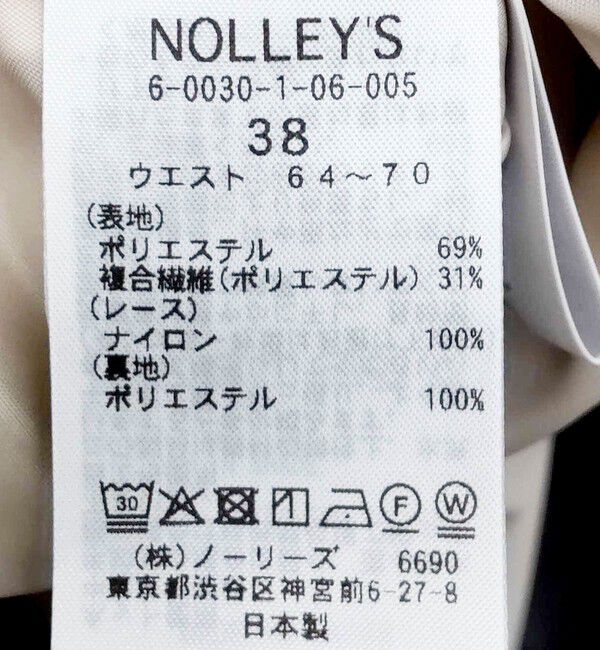 NOLLEY'S
6-0030-1-06-005
38
ウエスト 64～70
(表地)
ポリエステル 69%
複合繊維(ポリエステル) 31%
(レース)
ナイロン 100%
(裏地)
ポリエステル 100%
30 F W
(株)ノーリーズ 6690
東京都渋谷区神宮前6-27-8
日本製